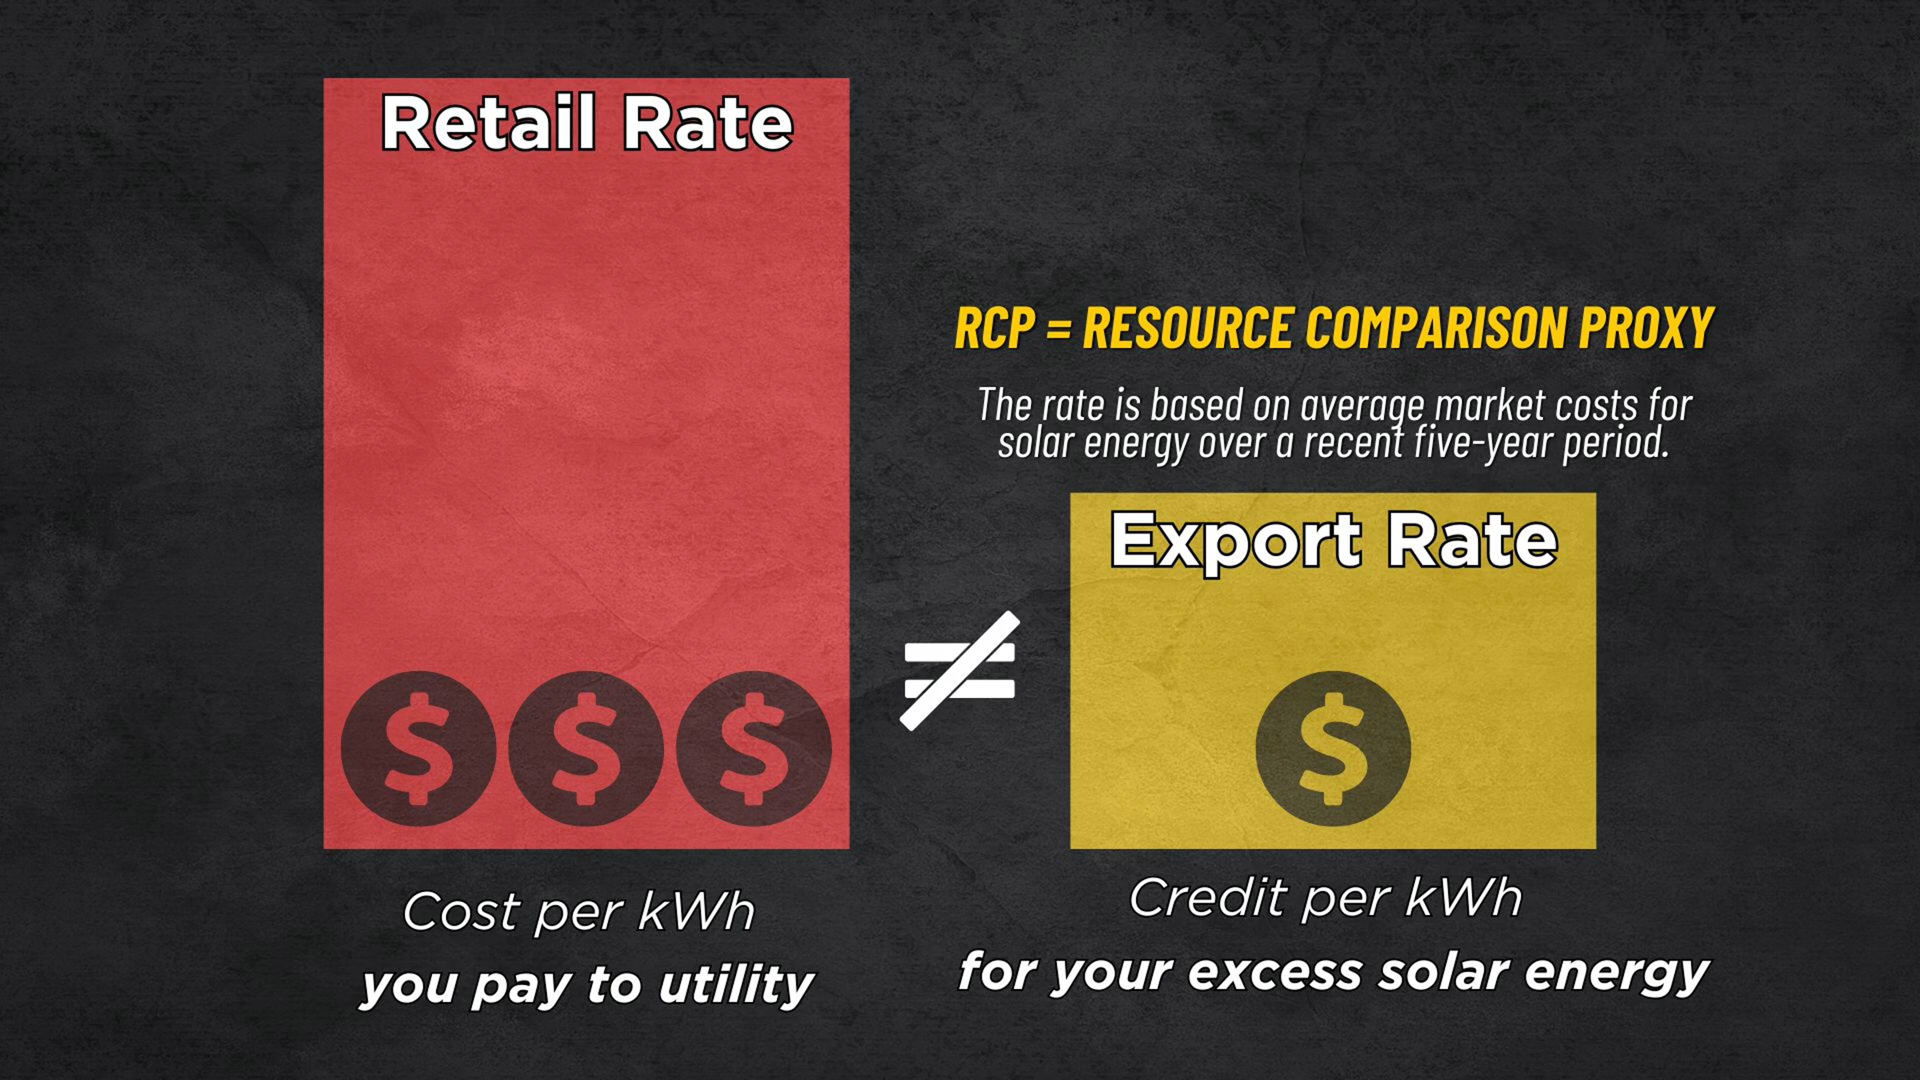 Retail Rate
$ $ $
Cost per kWh
you pay to utility
≠
RCP = RESOURCE COMPARISON PROXY
The rate is based on average market costs for
solar energy over a recent five-year period.
Export Rate
$
Credit per kWh
for your excess solar energy